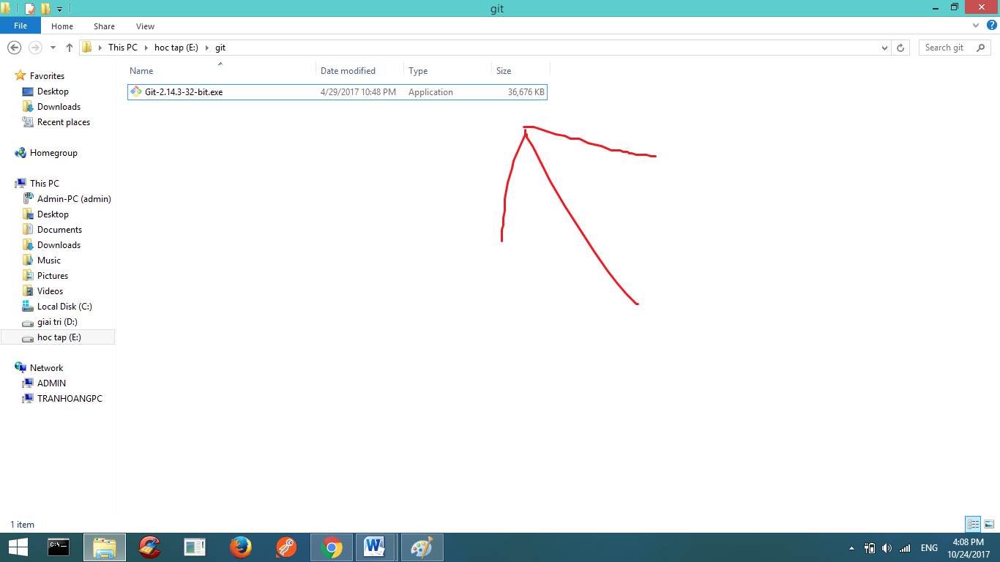 git
File Home Share View
This PC hoc tap (E:) git
Search git
Name Date modified Type Size
Git-2.14.3-32-bit.exe 4/29/2017 10:48 PM Application 36,676 KB
Favorites
Desktop
Downloads
Recent places
Homegroup
This PC
Admin-PC (admin)
Desktop
Documents
Downloads
Music
Pictures
Videos
Local Disk (C:)
giai tri (D:)
hoc tap (E:)
Network
ADMIN
TRANHOANGPC
1 item
ENG
4:08 PM
10/24/2017